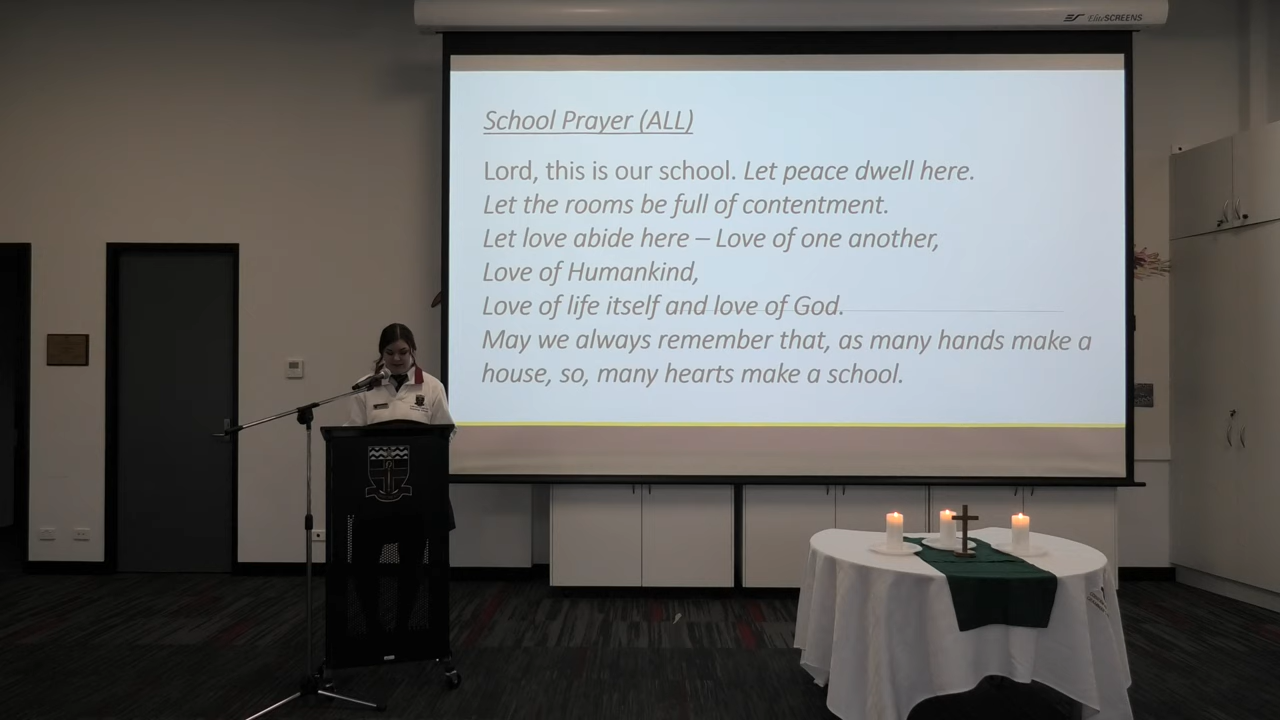 EliteSCREENS
School Prayer (ALL)
Lord, this is our school. Let peace dwell here.
Let the rooms be full of contentment.
Let love abide here – Love of one another,
Love of Humankind,
Love of life itself and love of God.
May we always remember that, as many hands make a
house, so, many hearts make a school.